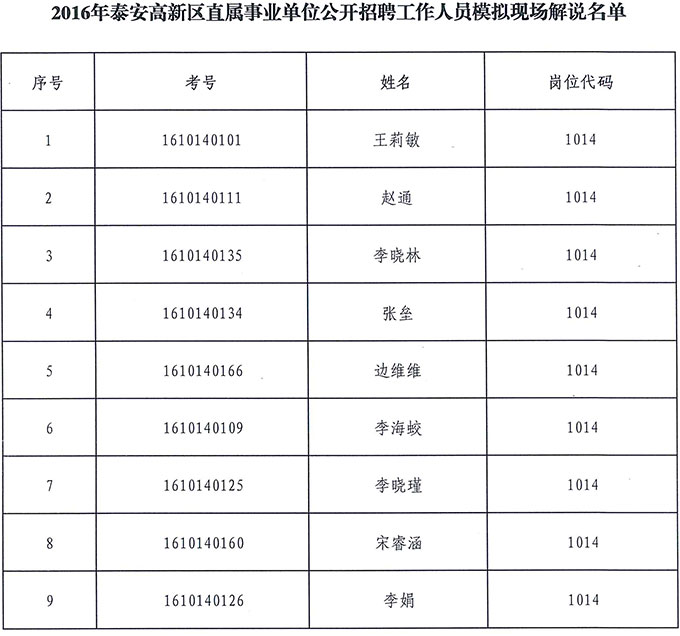 2016年泰安高新区直属事业单位公开招聘工作人员模拟现场解说名单
序号 考号 姓名 岗位代码
1 1610140101 王莉敏 1014
2 1610140111 赵通 1014
3 1610140135 李晓林 1014
4 1610140134 张垒 1014
5 1610140166 边维维 1014
6 1610140109 李海蛟 1014
7 1610140125 李晓瑾 1014
8 1610140160 宋睿涵 1014
9 1610140126 李娟 1014